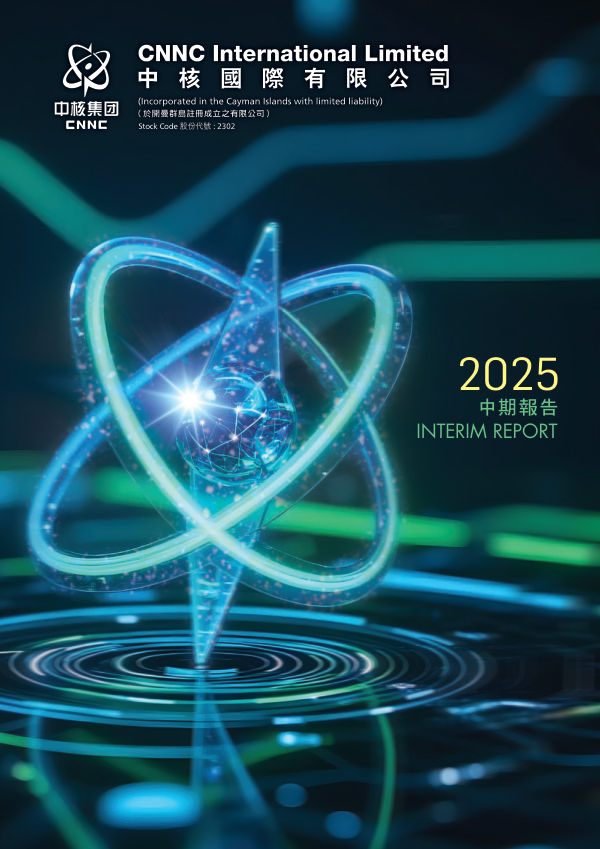 中核集团
CNNC
CNNC International Limited
中核國際有限公司
(Incorporated in the Cayman Islands with limited liability)
(於開曼群島註冊成立之有限公司)
Stock Code 股份代號 : 2302
2025
中期報告
INTERIM REPORT